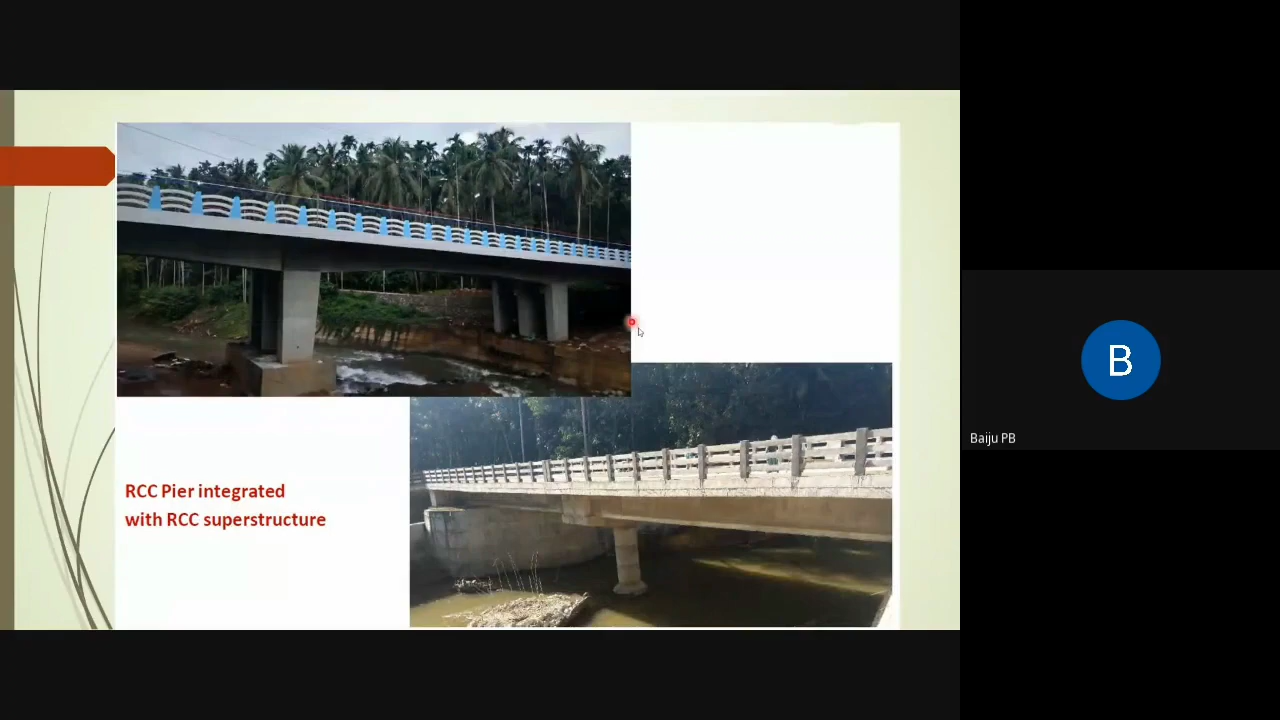 RCC Pier integrated
with RCC superstructure
B
Baiju PB